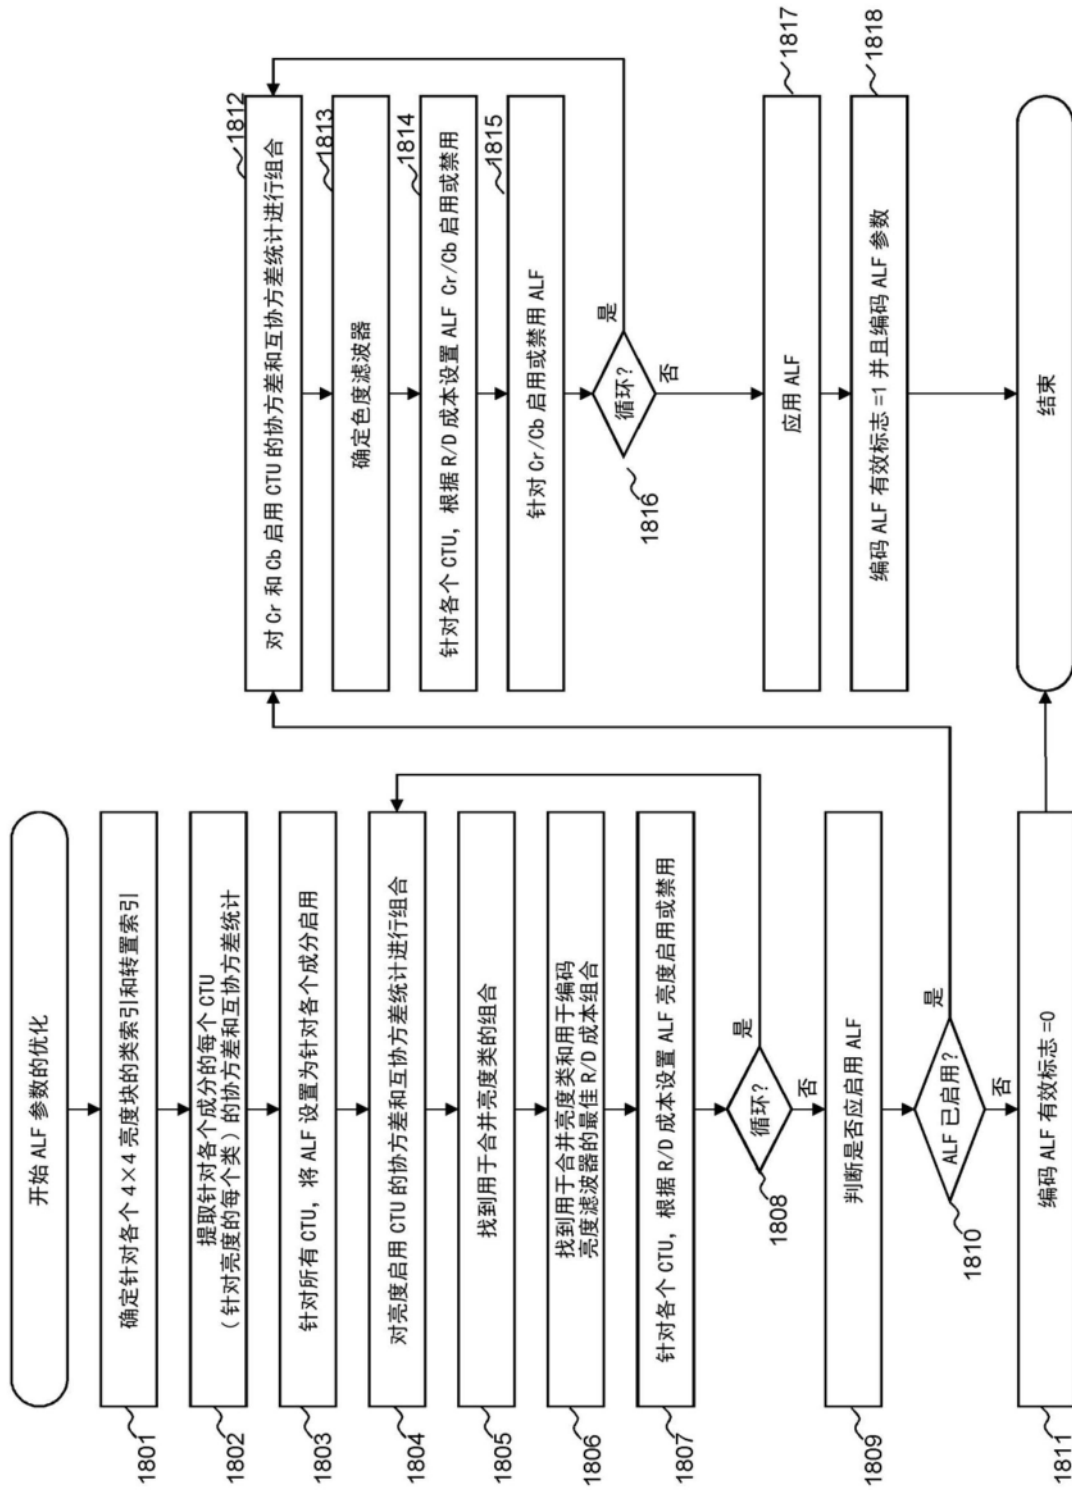 开始 ALF 参数的优化
1801
确定针对各个 4×4 亮度块的类索引和转置索引
1802
提取针对各个成分的每个 CTU
（针对亮度的每个类）的协方差和互协方差统计
1803
针对所有 CTU，将 ALF 设置为针对各个成分启用
1804
对亮度启用 CTU 的协方差和互协方差统计进行组合
1805
找到用于合并亮度类的组合
1806
找到用于合并亮度类和用于编码
亮度滤波器的最佳 R/D 成本组合
1807
针对各个 CTU，根据 R/D 成本设置 ALF 亮度启用或禁用
1808
循环？
是
否
1809
判断是否应启用 ALF
1810
ALF 已启用？
是
否
1811
编码 ALF 有效标志 =0
1812
对 Cr 和 Cb 启用 CTU 的协方差和互协方差统计进行组合
1813
确定色度滤波器
1814
针对各个 CTU，根据 R/D 成本设置 ALF Cr/Cb 启用或禁用
1815
针对 Cr/Cb 启用或禁用 ALF
1816
循环？
是
否
1817
应用 ALF
1818
编码 ALF 有效标志 =1 并且编码 ALF 参数
结束